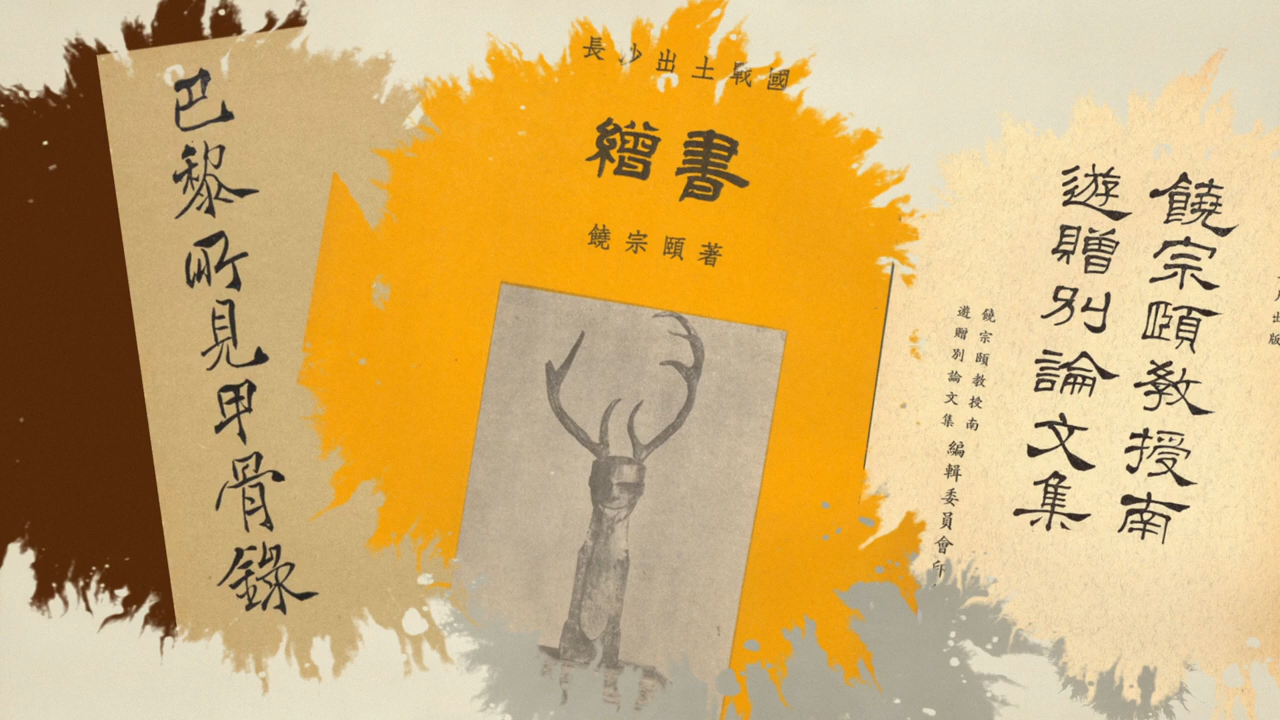 巴黎所見甲骨錄
長沙出土戰國
繒書
饒宗頤著
饒宗頤教授南
遊贈別論文集
饒宗頤教授南
遊贈別論文集
編輯委員會
出版